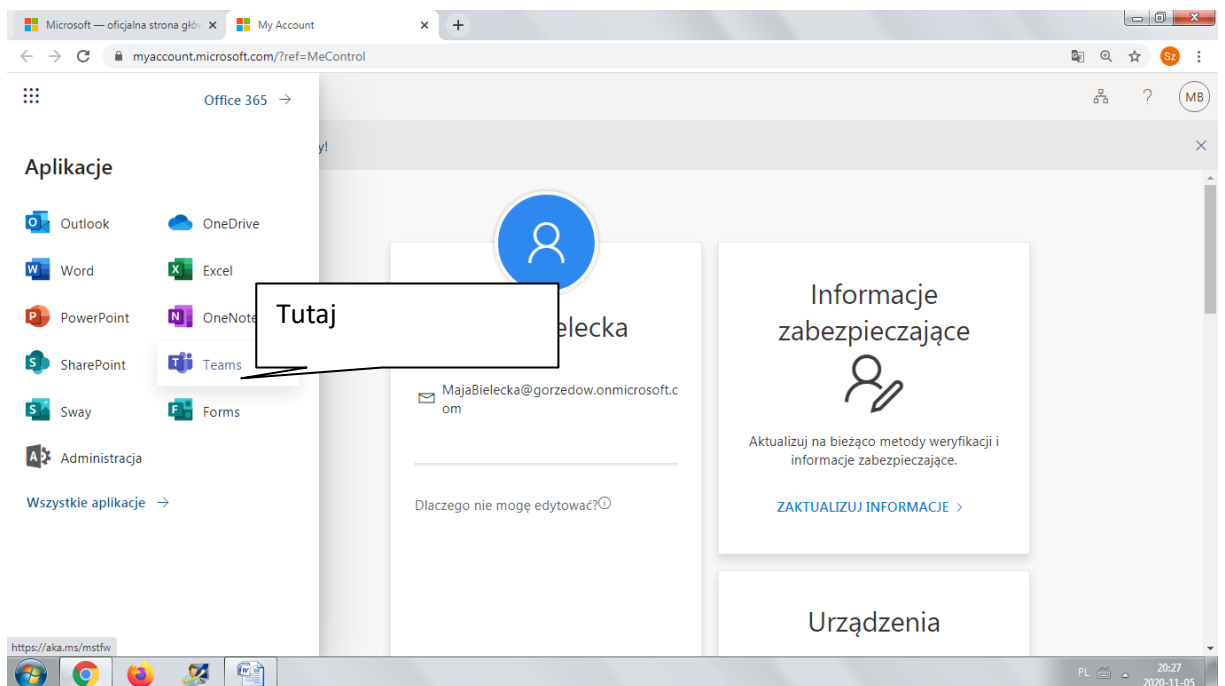 Microsoft — oficjalna strona głów
My Account
myaccount.microsoft.com/?ref=MeControl
Sz
Office 365 →
?
MB
y!
Aplikacje
Outlook
OneDrive
Word
Excel
PowerPoint
OneNote
SharePoint
Teams
Sway
Forms
Administracja
Wszystkie aplikacje →
Tutaj
elecka
MajaBielecka@gorzedow.onmicrosoft.c
om
Dlaczego nie mogę edytować?
Informacje
zabezpieczające
Aktualizuj na bieżąco metody weryfikacji i
informacje zabezpieczające.
ZAKTUALIZUJ INFORMACJE >
Urządzenia
https://aka.ms/mstfw
PL
20:27
2020-11-05